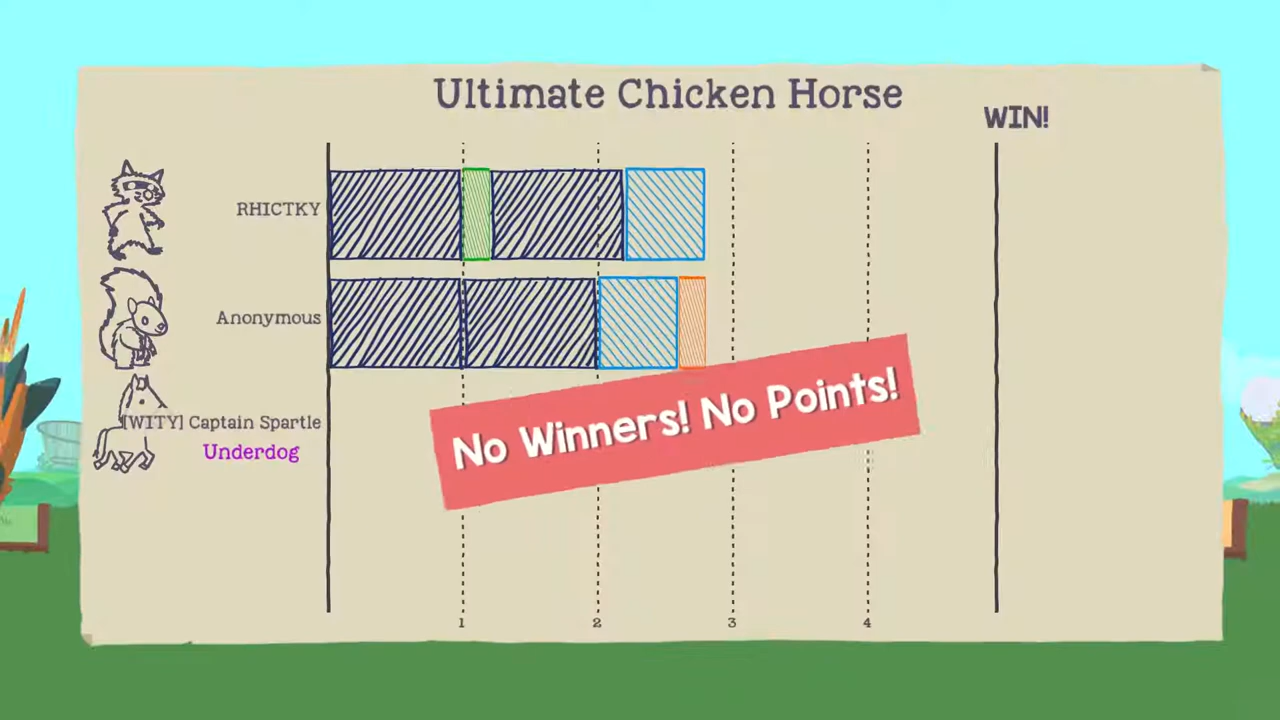 Ultimate Chicken Horse
WIN!
RHICTKY
Anonymous
[WITY] Captain Spartle
Underdog
No Winners! No Points!
1 2 3 4